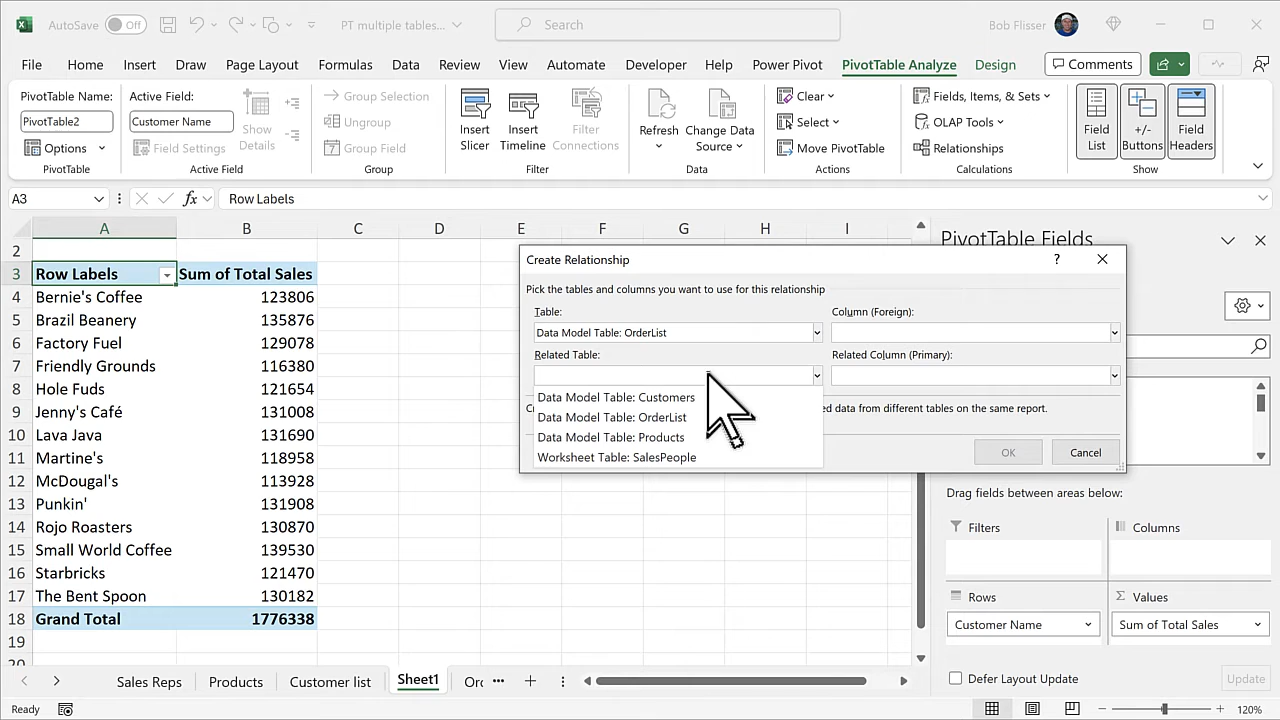 AutoSave Off PT multiple tables... Search Bob Flisser
File Home Insert Draw Page Layout Formulas Data Review View Automate Developer Help Power Pivot PivotTable Analyze Design Comments
PivotTable Name:
PivotTable2
Options
PivotTable
Active Field:
Customer Name
Field Settings
Show Details
Active Field
Group Selection
Ungroup
Group Field
Group
Insert Slicer
Insert Timeline
Filter Connections
Filter
Refresh
Change Data Source
Data
Clear
Select
Move PivotTable
Actions
Fields, Items, & Sets
OLAP Tools
Relationships
Calculations
Field List
+/- Buttons
Field Headers
Show
A3 fx Row Labels
A B C D E F G H I
2
3 Row Labels Sum of Total Sales
4 Bernie's Coffee 123806
5 Brazil Beanery 135876
6 Factory Fuel 129078
7 Friendly Grounds 116380
8 Hole Fuds 121654
9 Jenny's Café 131008
10 Lava Java 131690
11 Martine's 118958
12 McDougal's 113928
13 Punkin' 131908
14 Rojo Roasters 130870
15 Small World Coffee 139530
16 Starbricks 121470
17 The Bent Spoon 130182
18 Grand Total 1776338
19
20
Create Relationship ?
Pick the tables and columns you want to use for this relationship
Table: Column (Foreign):
Data Model Table: OrderList
Related Table: Related Column (Primary):
Data Model Table: Customers
Data Model Table: OrderList
Data Model Table: Products
Worksheet Table: SalesPeople
data from different tables on the same report.
OK Cancel
PivotTable Fields
Drag fields between areas below:
Filters Columns
Rows Values
Customer Name Sum of Total Sales
Defer Layout Update Update
Sales Reps Products Customer list Sheet1
Ready 120%